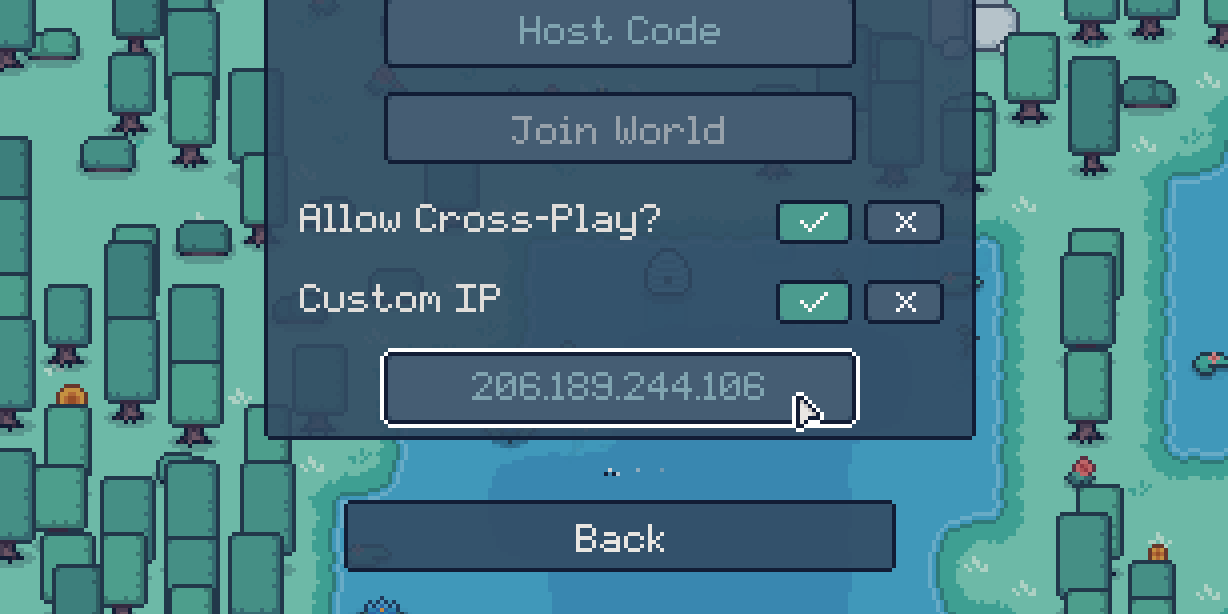 Host Code
Join World
Allow Cross-Play?
Custom IP
206.189.244.106
Back